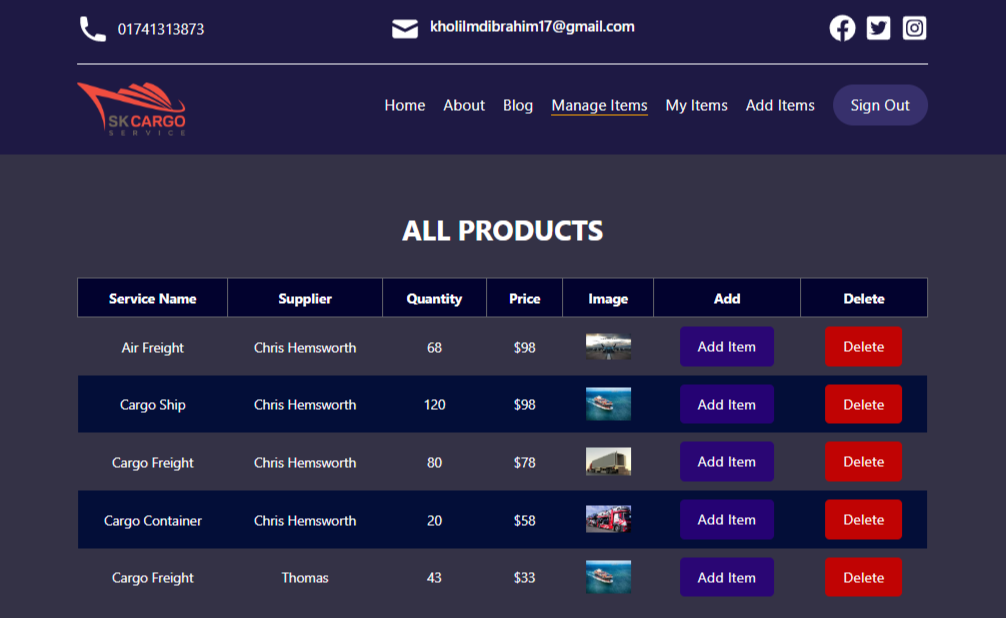 01741313873 kholilmdibrahim17@gmail.com
SK CARGO
SERVICE
Home About Blog Manage Items My Items Add Items Sign Out
ALL PRODUCTS
Service Name Supplier Quantity Price Image Add Delete
Air Freight Chris Hemsworth 68 $98 Add Item Delete
Cargo Ship Chris Hemsworth 120 $98 Add Item Delete
Cargo Freight Chris Hemsworth 80 $78 Add Item Delete
Cargo Container Chris Hemsworth 20 $58 Add Item Delete
Cargo Freight Thomas 43 $33 Add Item Delete